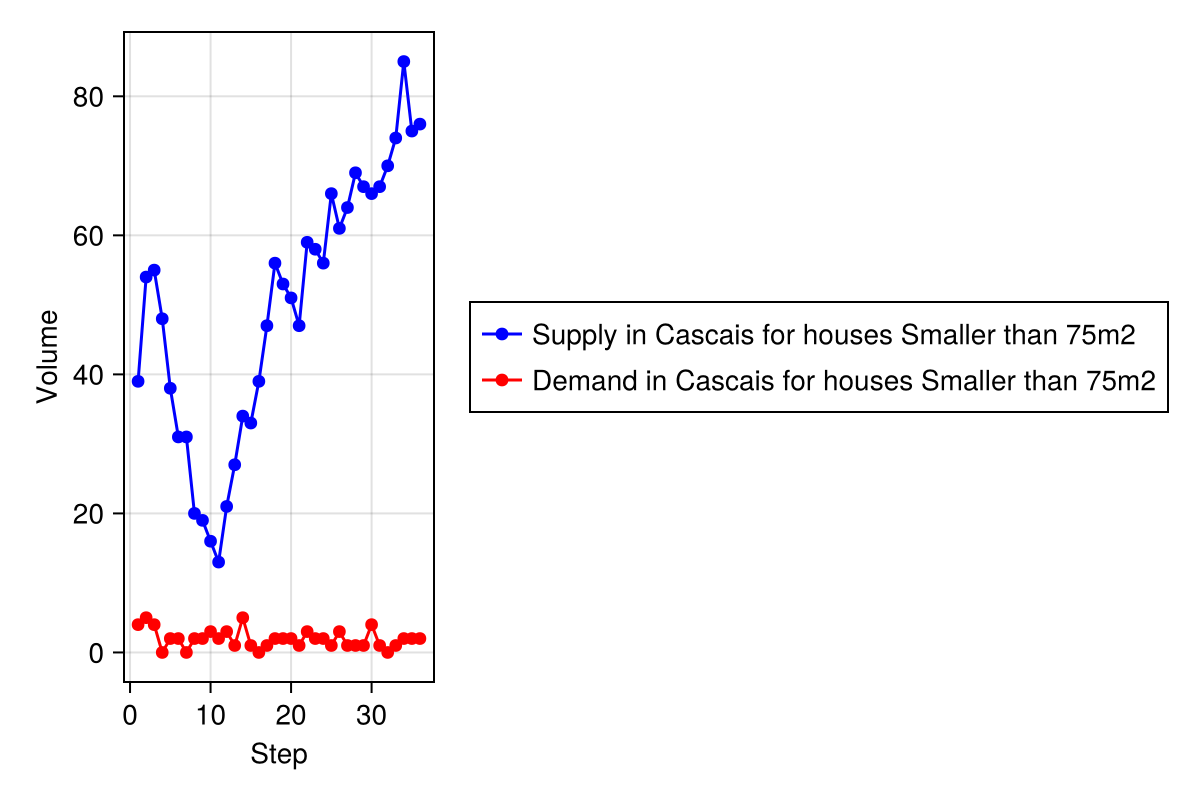 80
60
40
20
0
Volume
0 10 20 30
Step
Supply in Cascais for houses Smaller than 75m2
Demand in Cascais for houses Smaller than 75m2